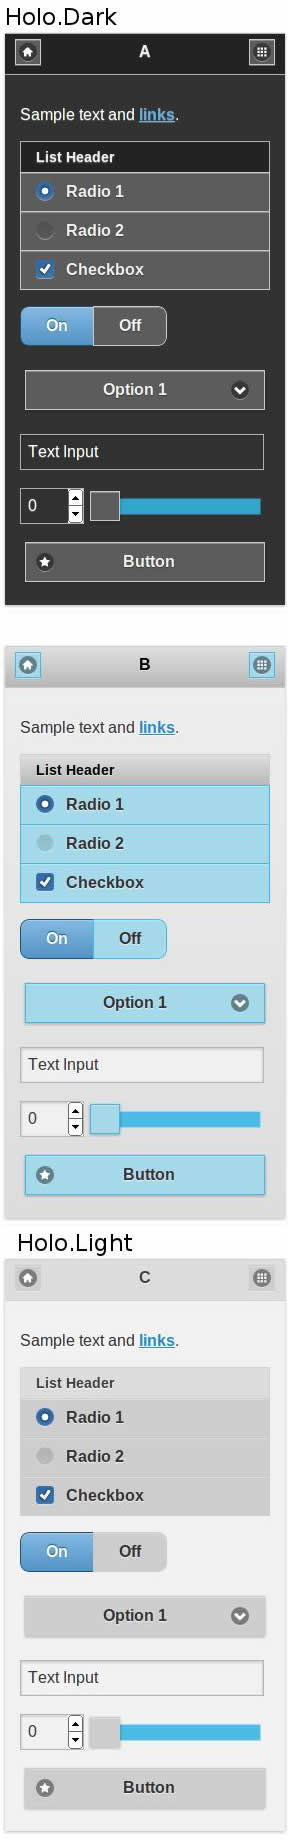 Holo.Dark
A
Sample text and links.
List Header
Radio 1
Radio 2
Checkbox
On Off
Option 1
Text Input
0
Button
B
Sample text and links.
List Header
Radio 1
Radio 2
Checkbox
On Off
Option 1
Text Input
0
Button
Holo.Light
C
Sample text and links.
List Header
Radio 1
Radio 2
Checkbox
On Off
Option 1
Text Input
0
Button